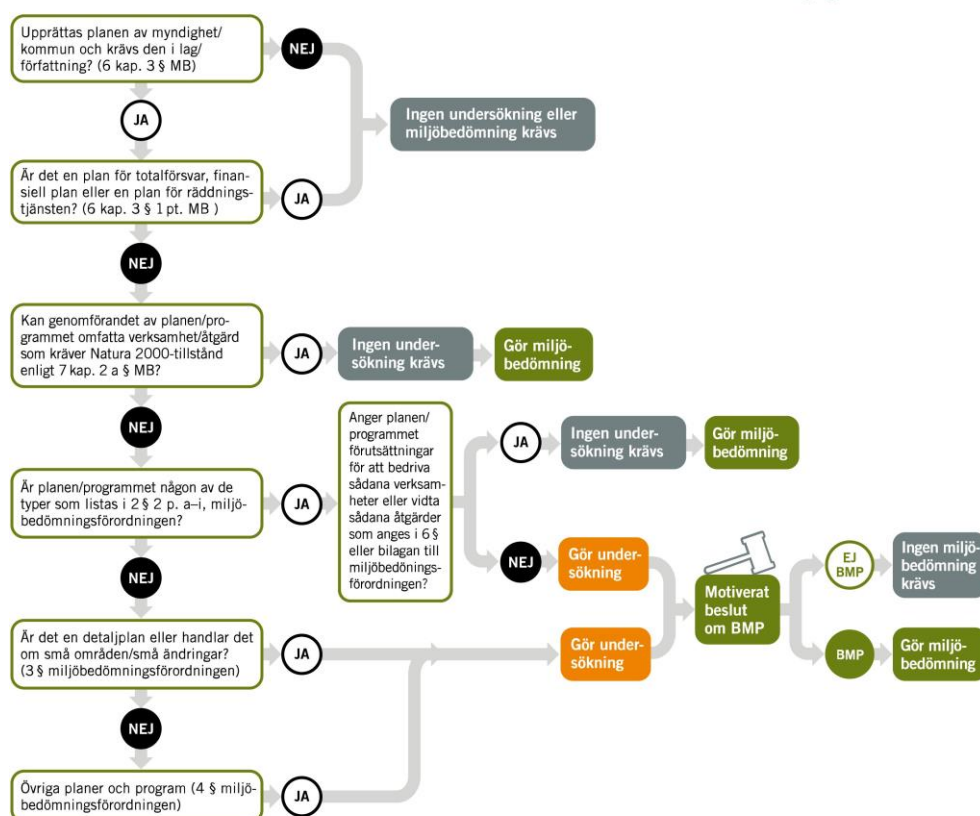 Upprättas planen av myndighet/
kommun och krävs den i lag/
författning? (6 kap. 3 § MB)
NEJ
Ingen undersökning eller
miljöbedömning krävs
JA
Är det en plan för totalförsvar, finan-
siell plan eller en plan för räddnings-
tjänsten? (6 kap. 3 § 1 pt. MB )
JA
NEJ
Kan genomförandet av planen/pro-
grammet omfatta verksamhet/åtgärd
som kräver Natura 2000-tillstånd
enligt 7 kap. 2 a § MB?
JA
Ingen under-
sökning krävs
Gör miljö-
bedömning
NEJ
Är planen/programmet någon av de
typer som listas i 2 § 2 p. a–i, miljö-
bedömningsförordningen?
JA
Anger planen/
programmet
förutsättningar
för att bedriva
sådana verksam-
heter eller vidta
sådana åtgärder
som anges i 6 §
eller bilagan till
miljöbedönings-
förordningen?
JA
Ingen under-
sökning krävs
Gör miljö-
bedömning
NEJ
Gör under-
sökning
Motiverat
beslut
om BMP
EJ
BMP
Ingen miljö-
bedömning
krävs
BMP
Gör miljö-
bedömning
NEJ
Är det en detaljplan eller handlar det
om små områden/små ändringar?
(3 § miljöbedömningsförordningen)
JA
Gör under-
sökning
NEJ
Övriga planer och program (4 § miljö-
bedömningsförordningen)
JA